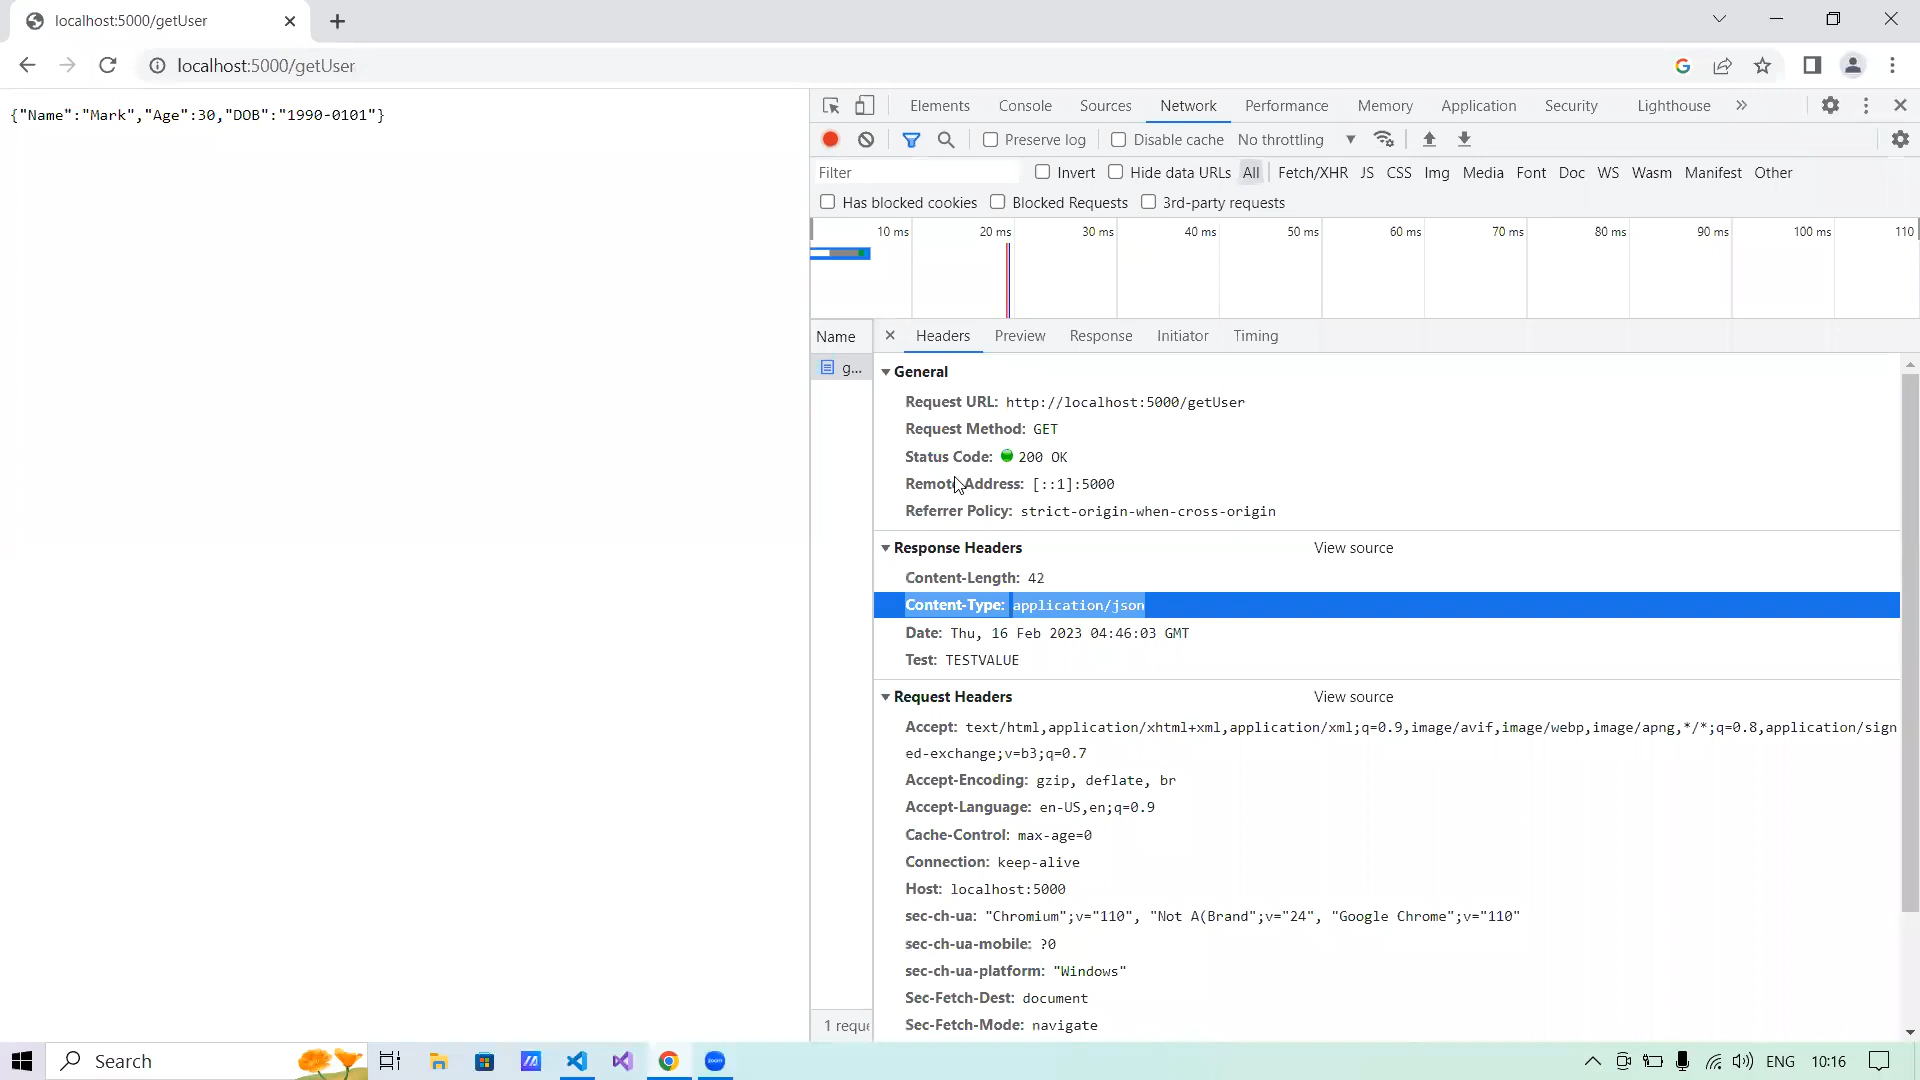 localhost:5000/getUser
localhost:5000/getUser
{"Name":"Mark","Age":30,"DOB":"1990-0101"}
Elements Console Sources Network Performance Memory Application Security Lighthouse
Preserve log Disable cache No throttling
Filter Invert Hide data URLs All Fetch/XHR JS CSS Img Media Font Doc WS Wasm Manifest Other
Has blocked cookies Blocked Requests 3rd-party requests
10 ms 20 ms 30 ms 40 ms 50 ms 60 ms 70 ms 80 ms 90 ms 100 ms 110
Name Headers Preview Response Initiator Timing
g...
General
Request URL: http://localhost:5000/getUser
Request Method: GET
Status Code: 200 OK
Remote Address: [::1]:5000
Referrer Policy: strict-origin-when-cross-origin
Response Headers View source
Content-Length: 42
Content-Type: application/json
Date: Thu, 16 Feb 2023 04:46:03 GMT
Test: TESTVALUE
Request Headers View source
Accept: text/html,application/xhtml+xml,application/xml;q=0.9,image/avif,image/webp,image/apng,*/*;q=0.8,application/sign
ed-exchange;v=b3;q=0.7
Accept-Encoding: gzip, deflate, br
Accept-Language: en-US,en;q=0.9
Cache-Control: max-age=0
Connection: keep-alive
Host: localhost:5000
sec-ch-ua: "Chromium";v="110", "Not A(Brand";v="24", "Google Chrome";v="110"
sec-ch-ua-mobile: ?0
sec-ch-ua-platform: "Windows"
Sec-Fetch-Dest: document
Sec-Fetch-Mode: navigate
1 reque
Search
zoom
ENG 10:16